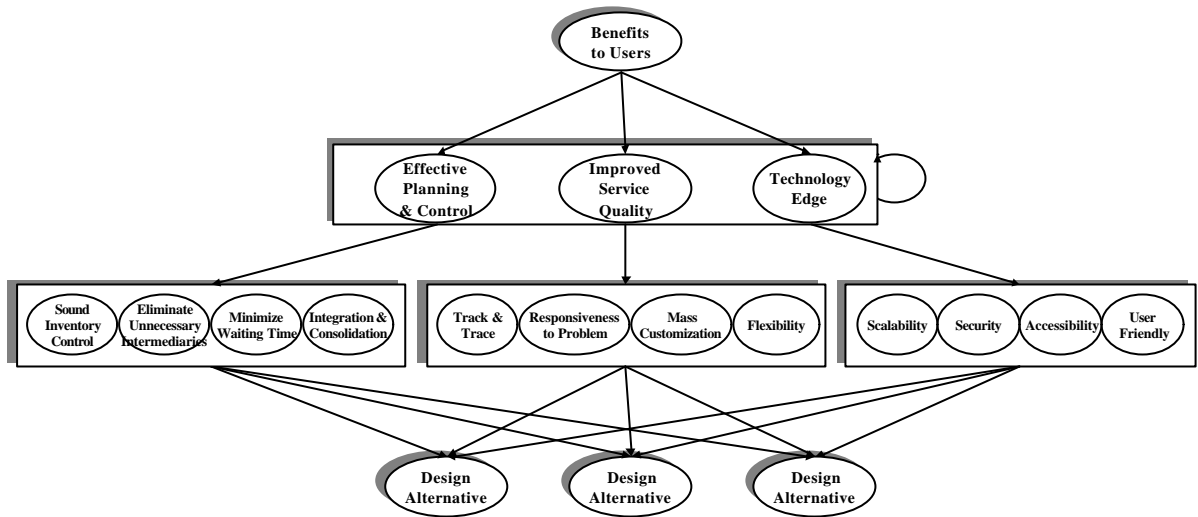 Benefits
to Users
Effective
Planning
& Control
Improved
Service
Quality
Technology
Edge
Sound
Inventory
Control
Eliminate
Unnecessary
Intermediaries
Minimize
Waiting Time
Integration &
Consolidation
Track &
Trace
Responsiveness
to Problem
Mass
Customization
Flexibility
Scalability
Security
Accessibility
User
Friendly
Design
Alternative
Design
Alternative
Design
Alternative